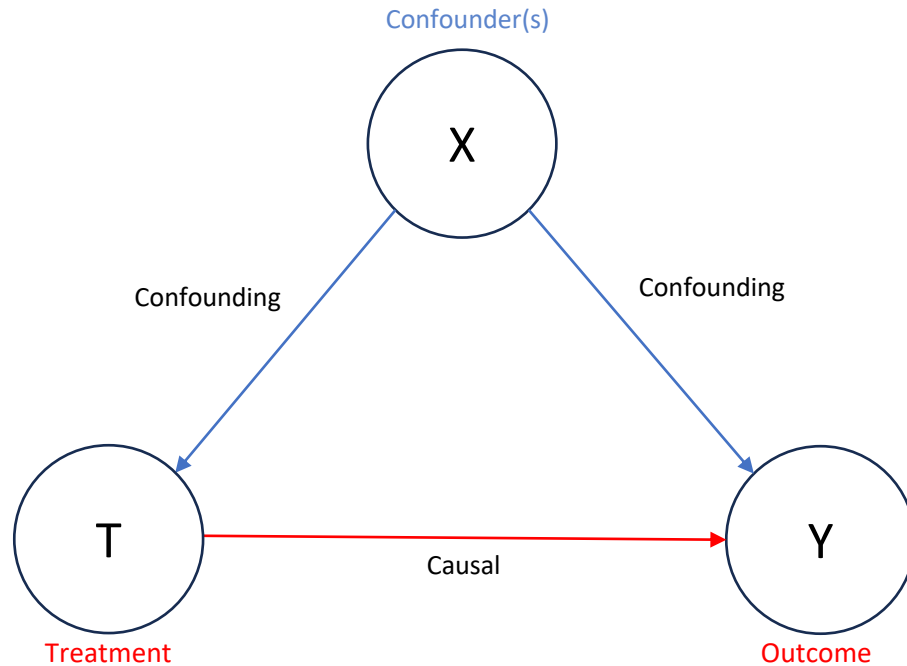 Confounder(s)
X
Confounding
Confounding
T
Causal
Y
Treatment
Outcome